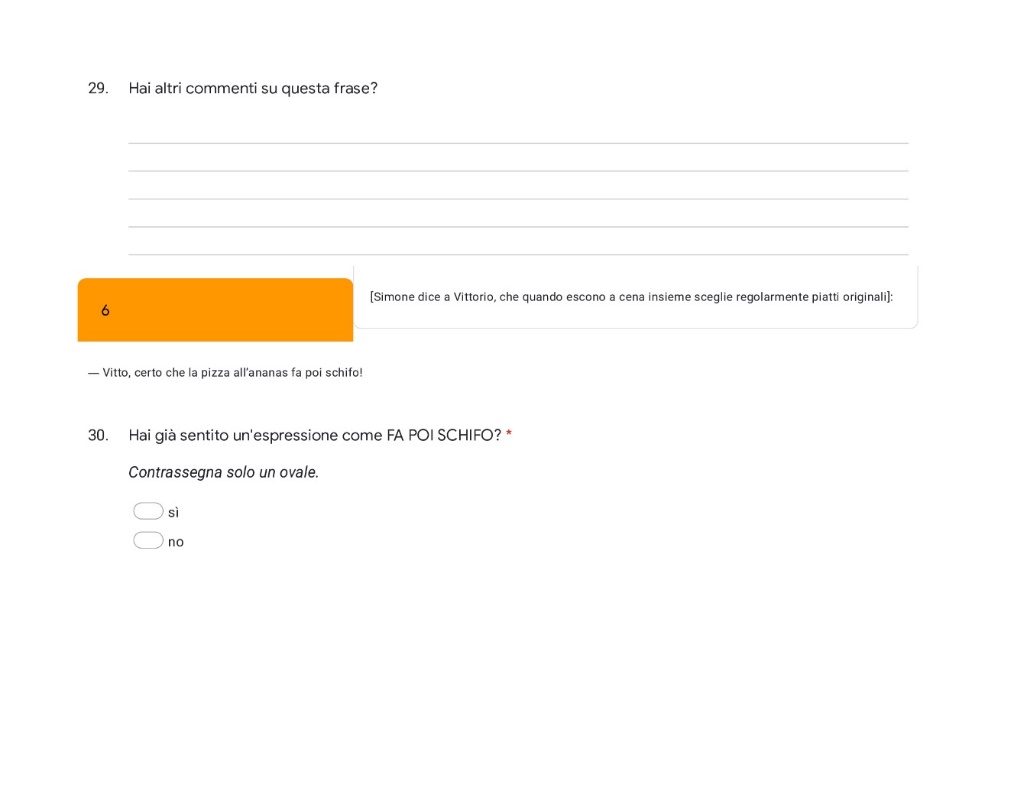 29. Hai altri commenti su questa frase?
6
[Simone dice a Vittorio, che quando escono a cena insieme sceglie regolarmente piatti originali]:
— Vitto, certo che la pizza all'ananas fa poi schifo!
30. Hai già sentito un'espressione come FA POI SCHIFO? *
Contrassegna solo un ovale.
sì
no